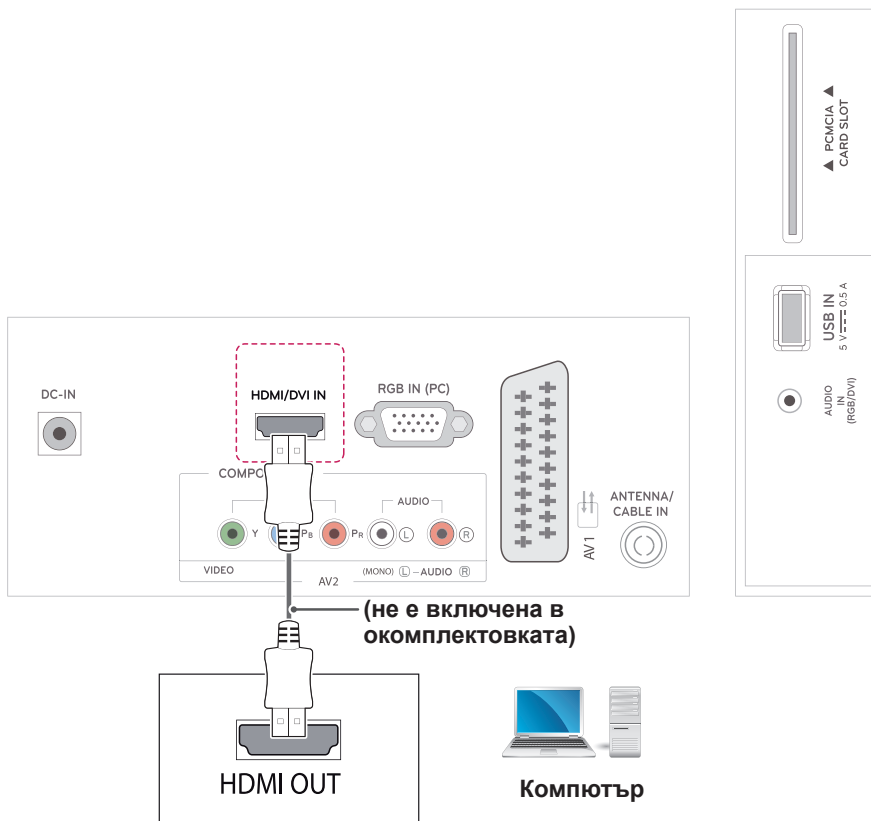 ▲ PCMCIA ▲
CARD SLOT
USB IN
5 V 0.5 A
AUDIO
IN
(RGB/DVI)
DC-IN
HDMI/DVI IN
RGB IN (PC)
COMPO
Y
PB
PR
AUDIO
L
R
VIDEO
AV2
(MONO) L - AUDIO R
AV1
ANTENNA/
CABLE IN
(не е включена в
окомплектовката)
HDMI OUT
Компютър